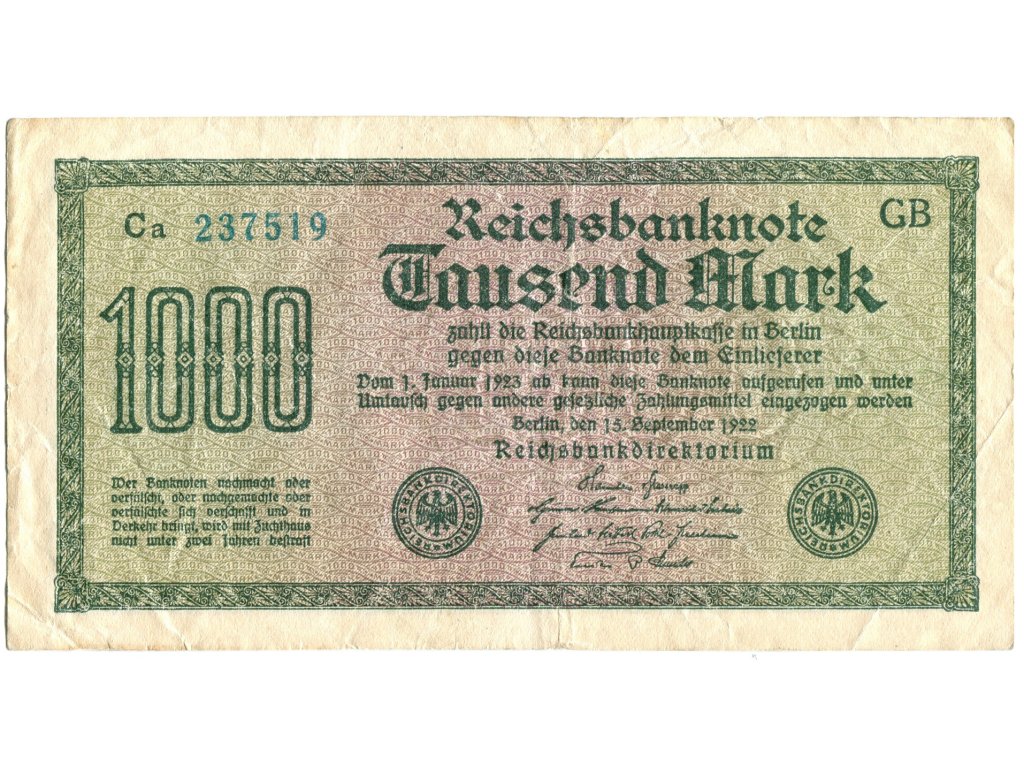 Ca 237519
Reichsbanknote
GB
Tausend Mark
1000
zahlt die Reichsbankhauptkasse in Berlin
gegen diese Banknote dem Einlieferer
Vom 1. Januar 1923 ab kann diese Banknote aufgerufen und unter
Umtausch gegen andere gesetzliche Zahlungsmittel eingezogen werden
Berlin, den 15. September 1922
Reichsbankdirektorium
Wer Banknoten nachmacht oder
verfälscht, oder nachgemachte oder
verfälschte sich verschafft und in
Verkehr bringt, wird mit Zuchthaus
nicht unter zwei Jahren bestraft
REICHSBANKDIREKTORIUM
REICHSBANKDIREKTORIUM